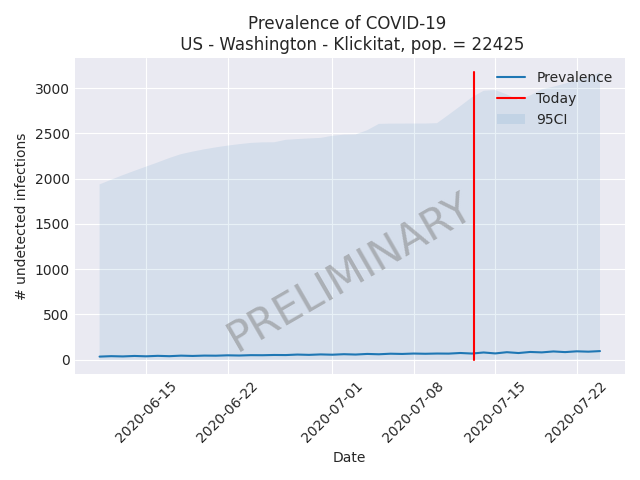 Prevalence of COVID-19
US - Washington - Klickitat, pop. = 22425
Prevalence
Today
95CI
# undetected infections
3000
2500
2000
1500
1000
500
0
PRELIMINARY
2020-06-15
2020-06-22
2020-07-01
2020-07-08
2020-07-15
2020-07-22
Date